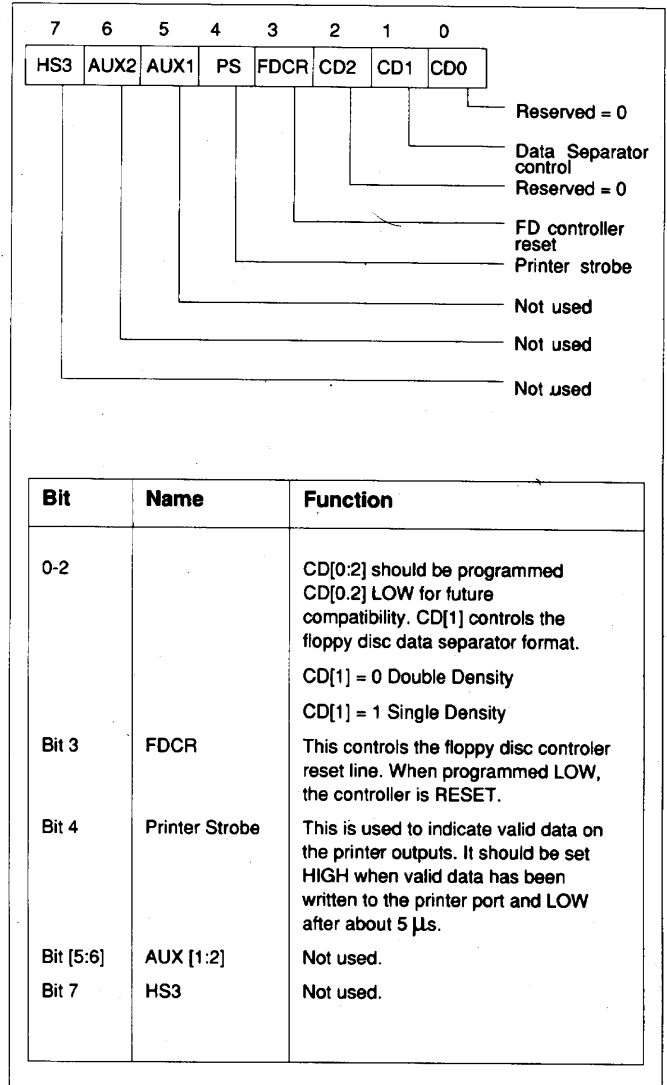 7 6 5 4 3 2 1 0
HS3 AUX2 AUX1 PS FDCR CD2 CD1 CD0
Reserved = 0
Data Separator
control
Reserved = 0
FD controller
reset
Printer strobe
Not used
Not used
Not used
Bit Name Function
0-2 CD[0:2] should be programmed
CD[0.2] LOW for future
compatibility. CD[1] controls the
floppy disc data separator format.
CD[1] = 0 Double Density
CD[1] = 1 Single Density
Bit 3 FDCR This controls the floppy disc controler
reset line. When programmed LOW,
the controller is RESET.
Bit 4 Printer Strobe This is used to indicate valid data on
the printer outputs. It should be set
HIGH when valid data has been
written to the printer port and LOW
after about 5 µs.
Bit [5:6] AUX [1:2] Not used.
Bit 7 HS3 Not used.